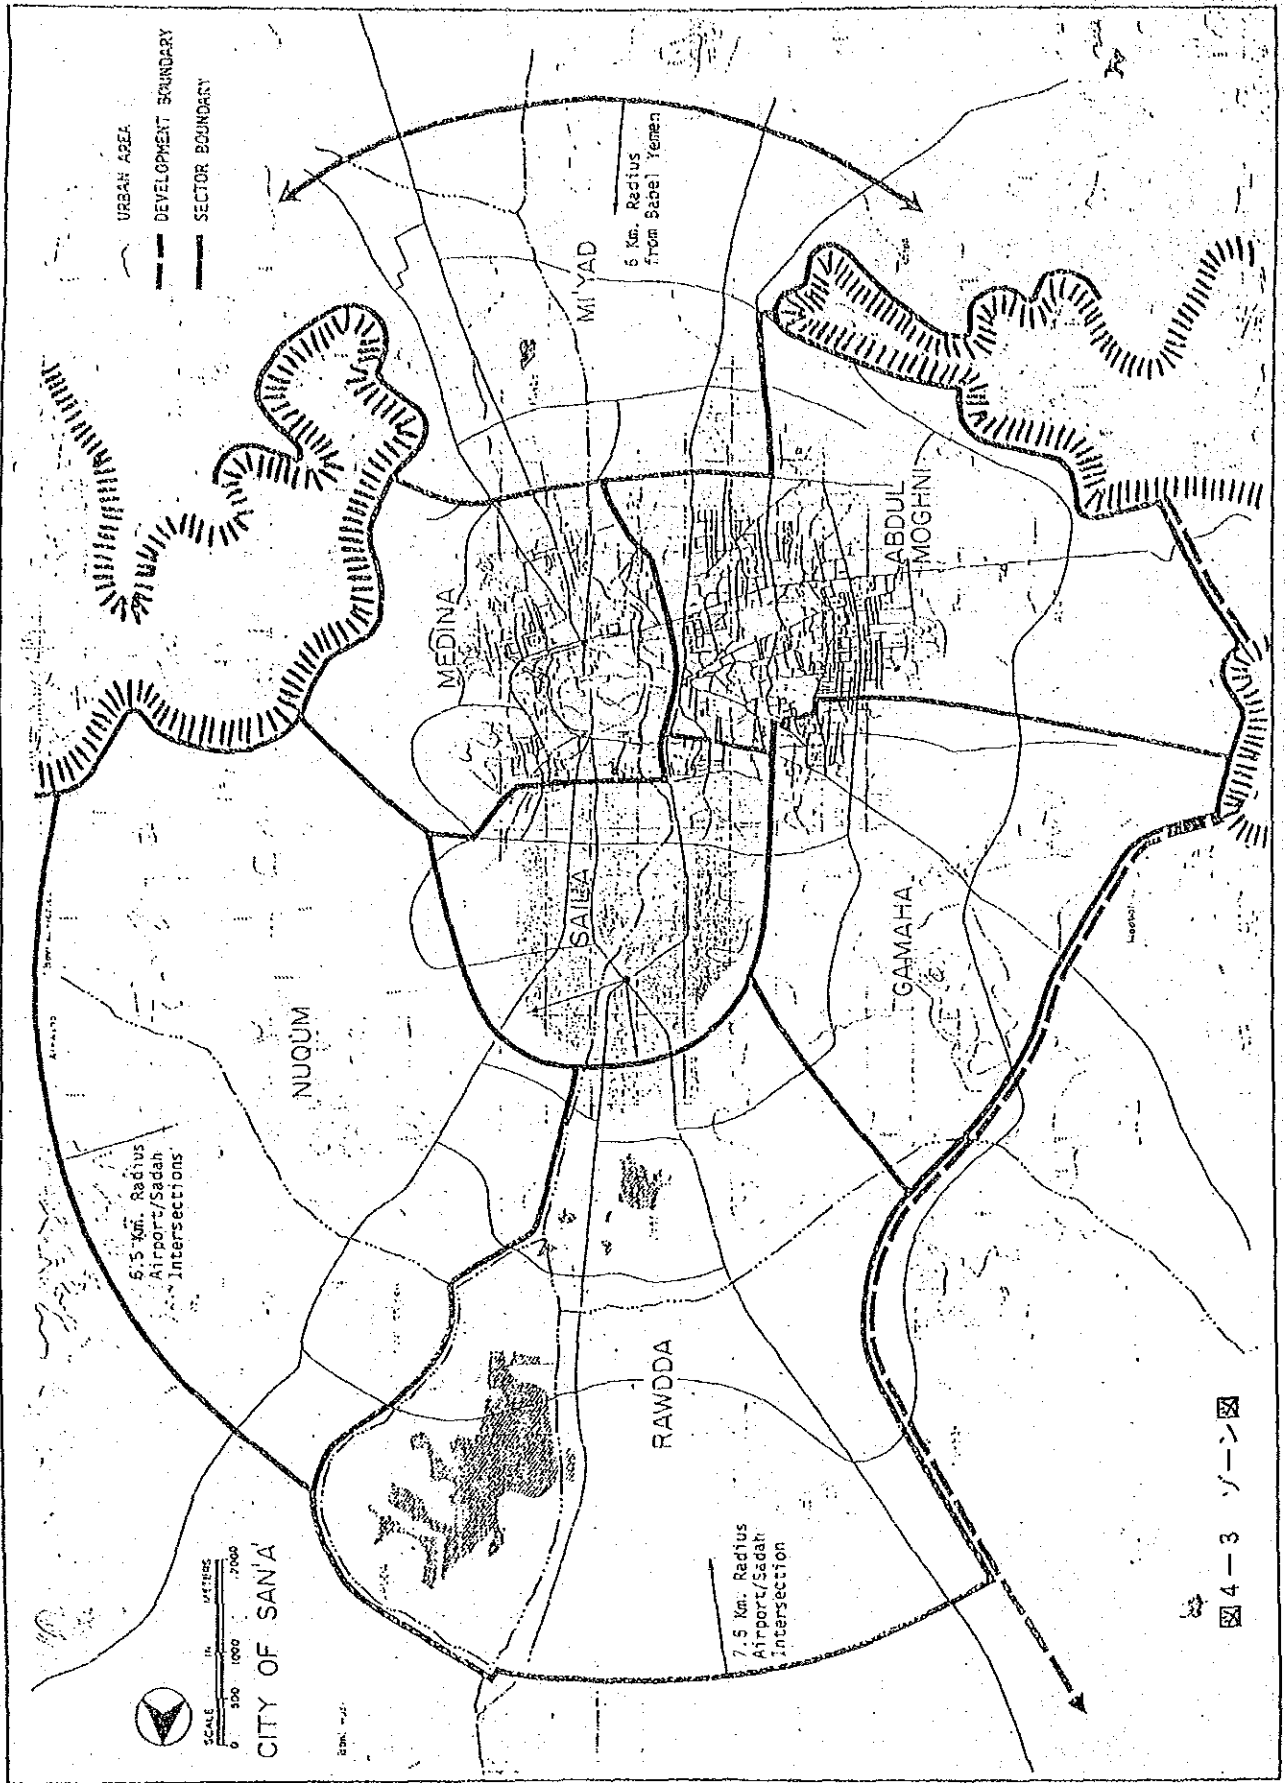 URBAN AREA
DEVELOPMENT BOUNDARY
SECTOR BOUNDARY
5 Km. Radius
from Babel Yemen
MI'YAD
MEDINA
ABDUL
MOGHNI
SAILA
GAMAHA
NUQUM
6.5 Km. Radius
Airport/Sadah
Intersections
RAWDDA
7.5 Km. Radius
Airport/Sadah
Intersection
SCALE IN METERS
0 500 1000 2000
CITY OF SAN'A'
図4−3 ゾーン図